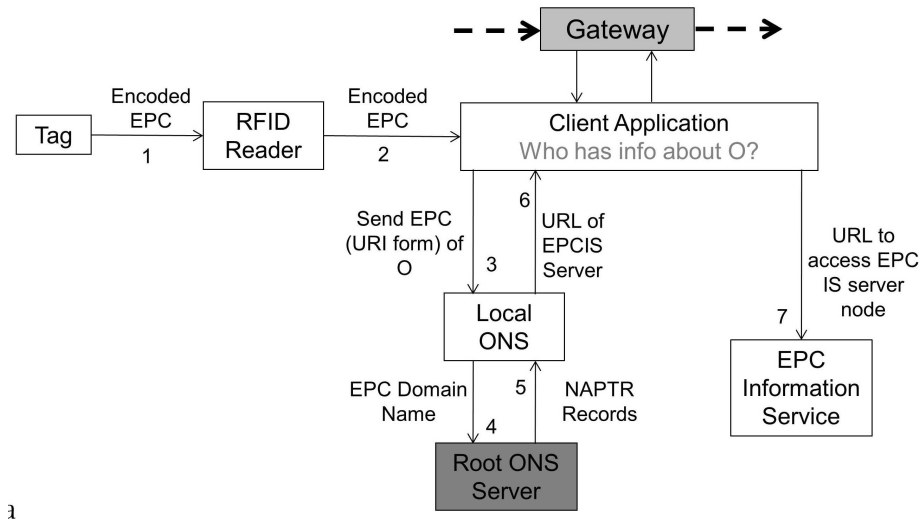 Gateway
Encoded
EPC
1
Encoded
EPC
2
Tag
RFID
Reader
Client Application
Who has info about O?
Send EPC
(URI form) of
O
3
6
URL of
EPCIS
Server
URL to
access EPC
IS server
node
7
Local
ONS
EPC
Information
Service
EPC Domain
Name
4
5
NAPTR
Records
Root ONS
Server
a